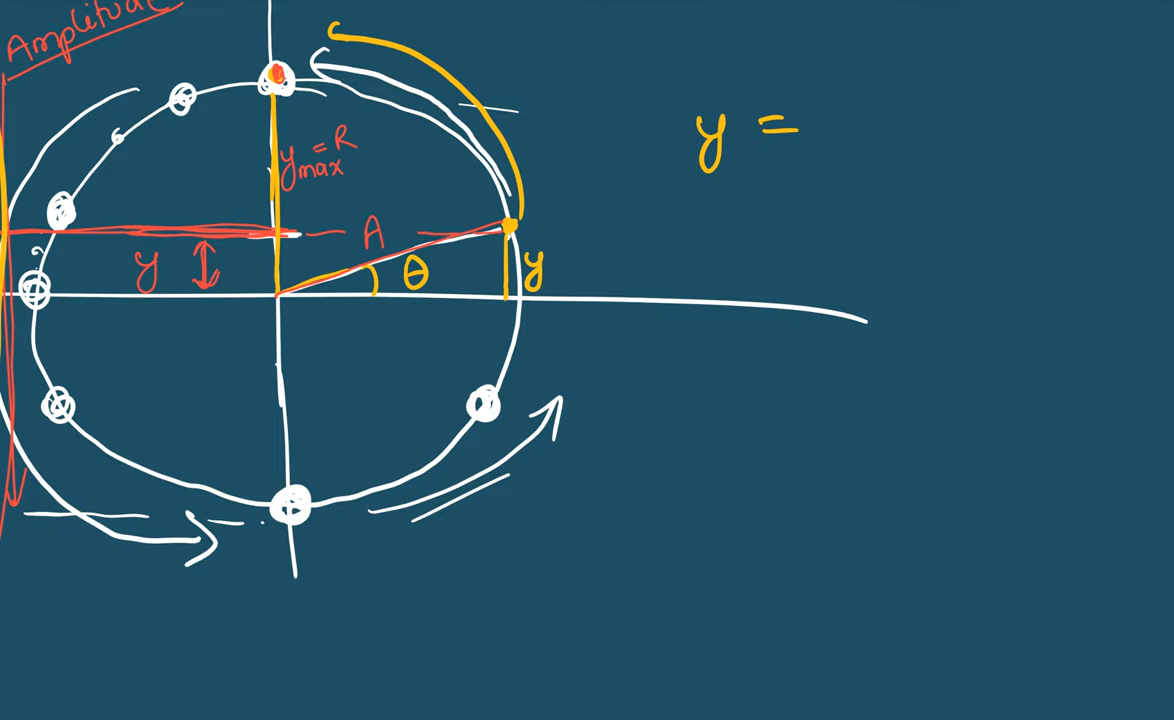 Amplitude
y =
y max = R
A
y
θ
y